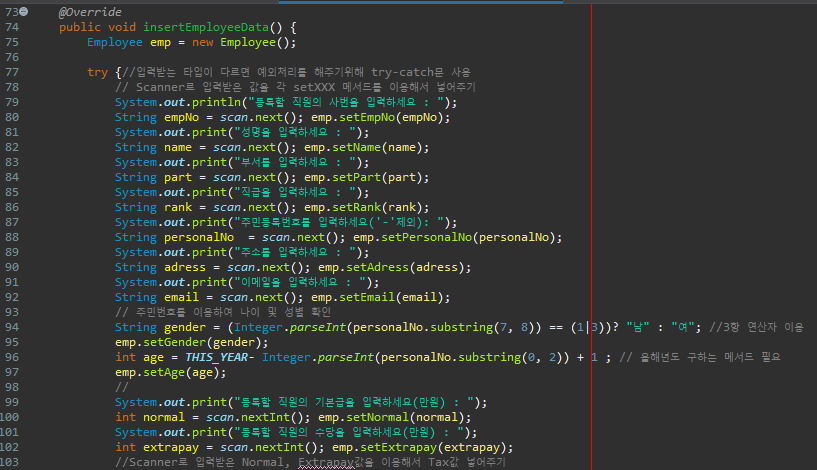 73 @Override
74 public void insertEmployeeData() {
75 Employee emp = new Employee();
76
77 try {//입력받는 타입이 다르면 예외처리를 해주기위해 try-catch문 사용
78 // Scanner로 입력받은 값을 각 setXXX 메서드를 이용해서 넣어주기
79 System.out.println("등록할 직원의 사번을 입력하세요 : ");
80 String empNo = scan.next(); emp.setEmpNo(empNo);
81 System.out.print("성명을 입력하세요 : ");
82 String name = scan.next(); emp.setName(name);
83 System.out.print("부서를 입력하세요 : ");
84 String part = scan.next(); emp.setPart(part);
85 System.out.print("직급을 입력하세요 : ");
86 String rank = scan.next(); emp.setRank(rank);
87 System.out.print("주민등록번호를 입력하세요('-'제외): ");
88 String personalNo = scan.next(); emp.setPersonalNo(personalNo);
89 System.out.print("주소를 입력하세요 : ");
90 String adress = scan.next(); emp.setAdress(adress);
91 System.out.print("이메일을 입력하세요 : ");
92 String email = scan.next(); emp.setEmail(email);
93 // 주민번호를 이용하여 나이 및 성별 확인
94 String gender = (Integer.parseInt(personalNo.substring(7, 8)) == (1|3))? "남" : "여"; //3항 연산자 이용
95 emp.setGender(gender);
96 int age = THIS_YEAR- Integer.parseInt(personalNo.substring(0, 2)) + 1 ; // 올해년도 구하는 메서드 필요
97 emp.setAge(age);
98 //
99 System.out.print("등록할 직원의 기본급을 입력하세요(만원) : ");
100 int normal = scan.nextInt(); emp.setNormal(normal);
101 System.out.print("등록할 직원의 수당을 입력하세요(만원) : ");
102 int extrapay = scan.nextInt(); emp.setExtrapay(extrapay);
103 //Scanner로 입력받은 Normal, Extrapay값을 이용해서 Tax값 넣어주기